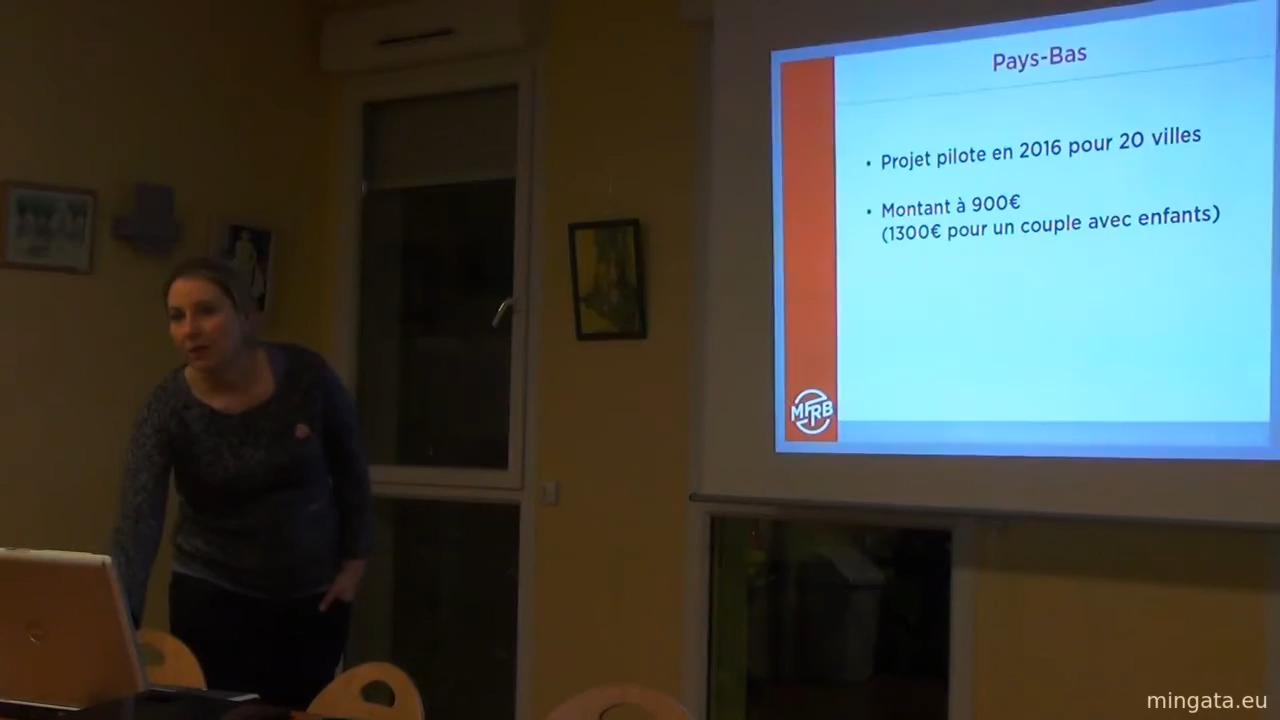 Pays-Bas
• Projet pilote en 2016 pour 20 villes
• Montant à 900€
(1300€ pour un couple avec enfants)
MFRB
mingata.eu